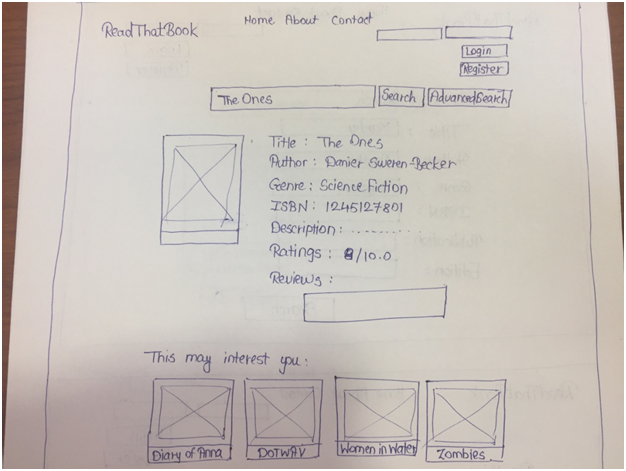 Home About Contact
ReadThatBook
Login
Register
The Ones Search AdvancedSearch
Title : The Ones
Author : Danier Sweren-Becker
Genre : Science Fiction
ISBN : 1245127801
Description : ..........
Ratings : 8/10.0
Reviews :
This may interest you :
Diary of Anna DOTWAV Women in Water Zombies